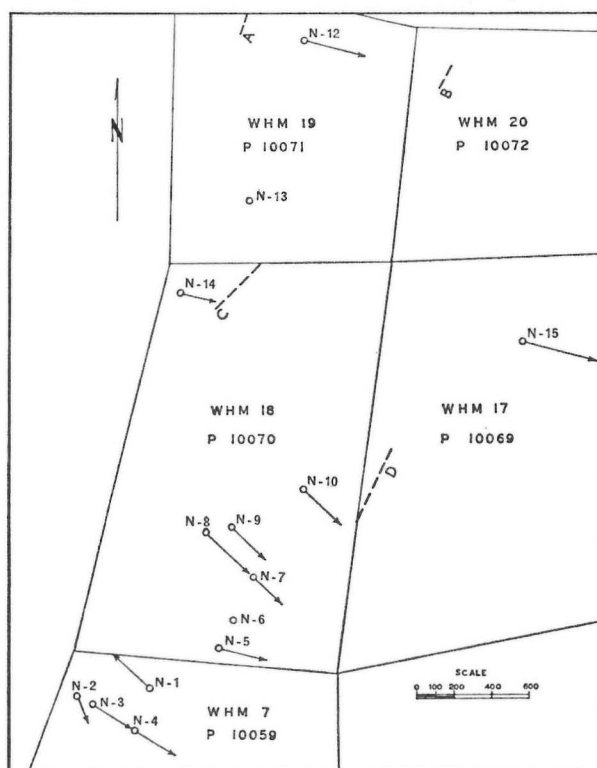 A
N-12
B
N
WHM 19
P 10071
WHM 20
P 10072
N-13
N-14
C
N-15
WHM 18
P 10070
WHM 17
P 10069
N-10
D
N-8
N-9
N-7
N-6
N-5
SCALE
0 100 200 400 600
N-1
N-2
N-3
N-4
WHM 7
P 10059